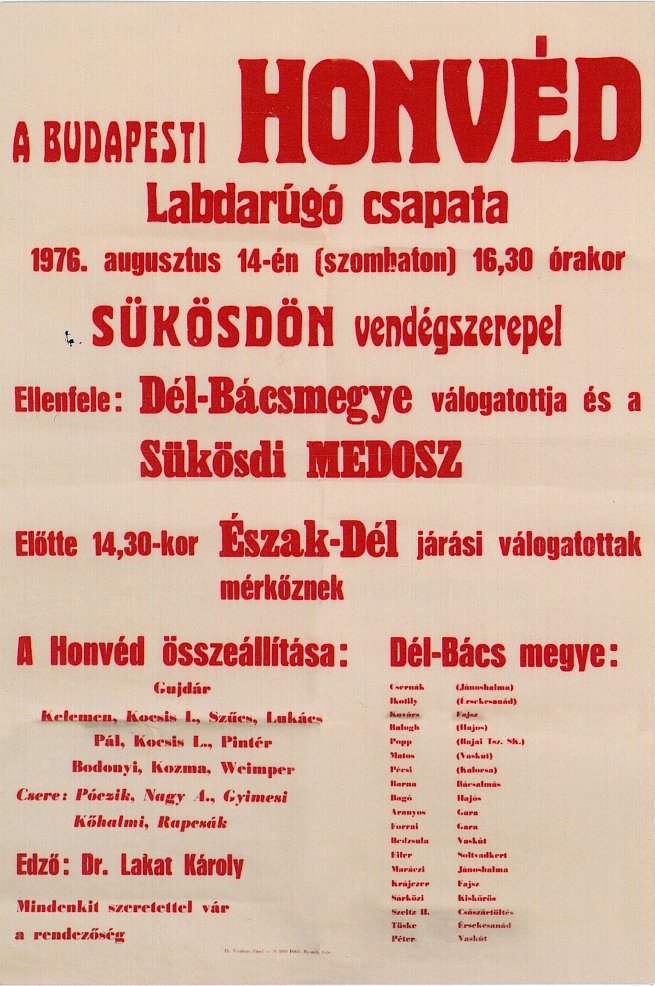 A BUDAPESTI HONVÉD
Labdarúgó csapata
1976. augusztus 14-én (szombaton) 16,30 órakor
SÜKÖSDÖN vendégszerepel
Ellenfele: Dél-Bácsmegye válogatottja és a
Sükösdi MEDOSZ
Előtte 14,30-kor Észak-Dél járási válogatottak
mérkőznek
A Honvéd összeállítása:
Gujdár
Kelemen, Kocsis I., Szűcs, Lukács
Pál, Kocsis L., Pintér
Bodonyi, Kozma, Weimper
Csere: Póczik, Nagy A., Gyimesi
Kőhalmi, Rapcsák
Edző: Dr. Lakat Károly
Mindenkit szeretettel vár
a rendezőség
Dél-Bács megye:
Csernák (Jánoshalma)
Ikotity (Érsekcsanád)
Kovács Fajsz
Balogh (Hajós)
Popp (Bajai Tsz. SK.)
Matos (Vaskút)
Pécsi (Kalocsa)
Barna Bácsalmás
Bagó Hajós
Aranyos Gara
Forrai Gara
Bedzsula Vaskút
Eiler Soltvadkert
Maráczi Jánoshalma
Krájczer Fajsz
Sárközi Kiskőrös
Szeitz II. Császártöltés
Tüske Érsekcsanád
Péter Vaskút